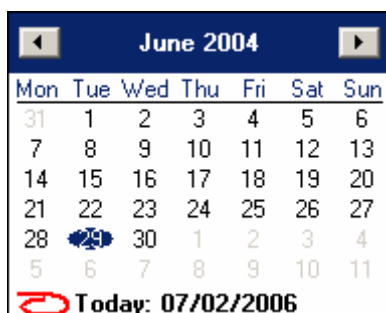 June 2004
Mon Tue Wed Thu Fri Sat Sun
31 1 2 3 4 5 6
7 8 9 10 11 12 13
14 15 16 17 18 19 20
21 22 23 24 25 26 27
28 29 30 1 2 3 4
5 6 7 8 9 10 11
Today: 07/02/2006